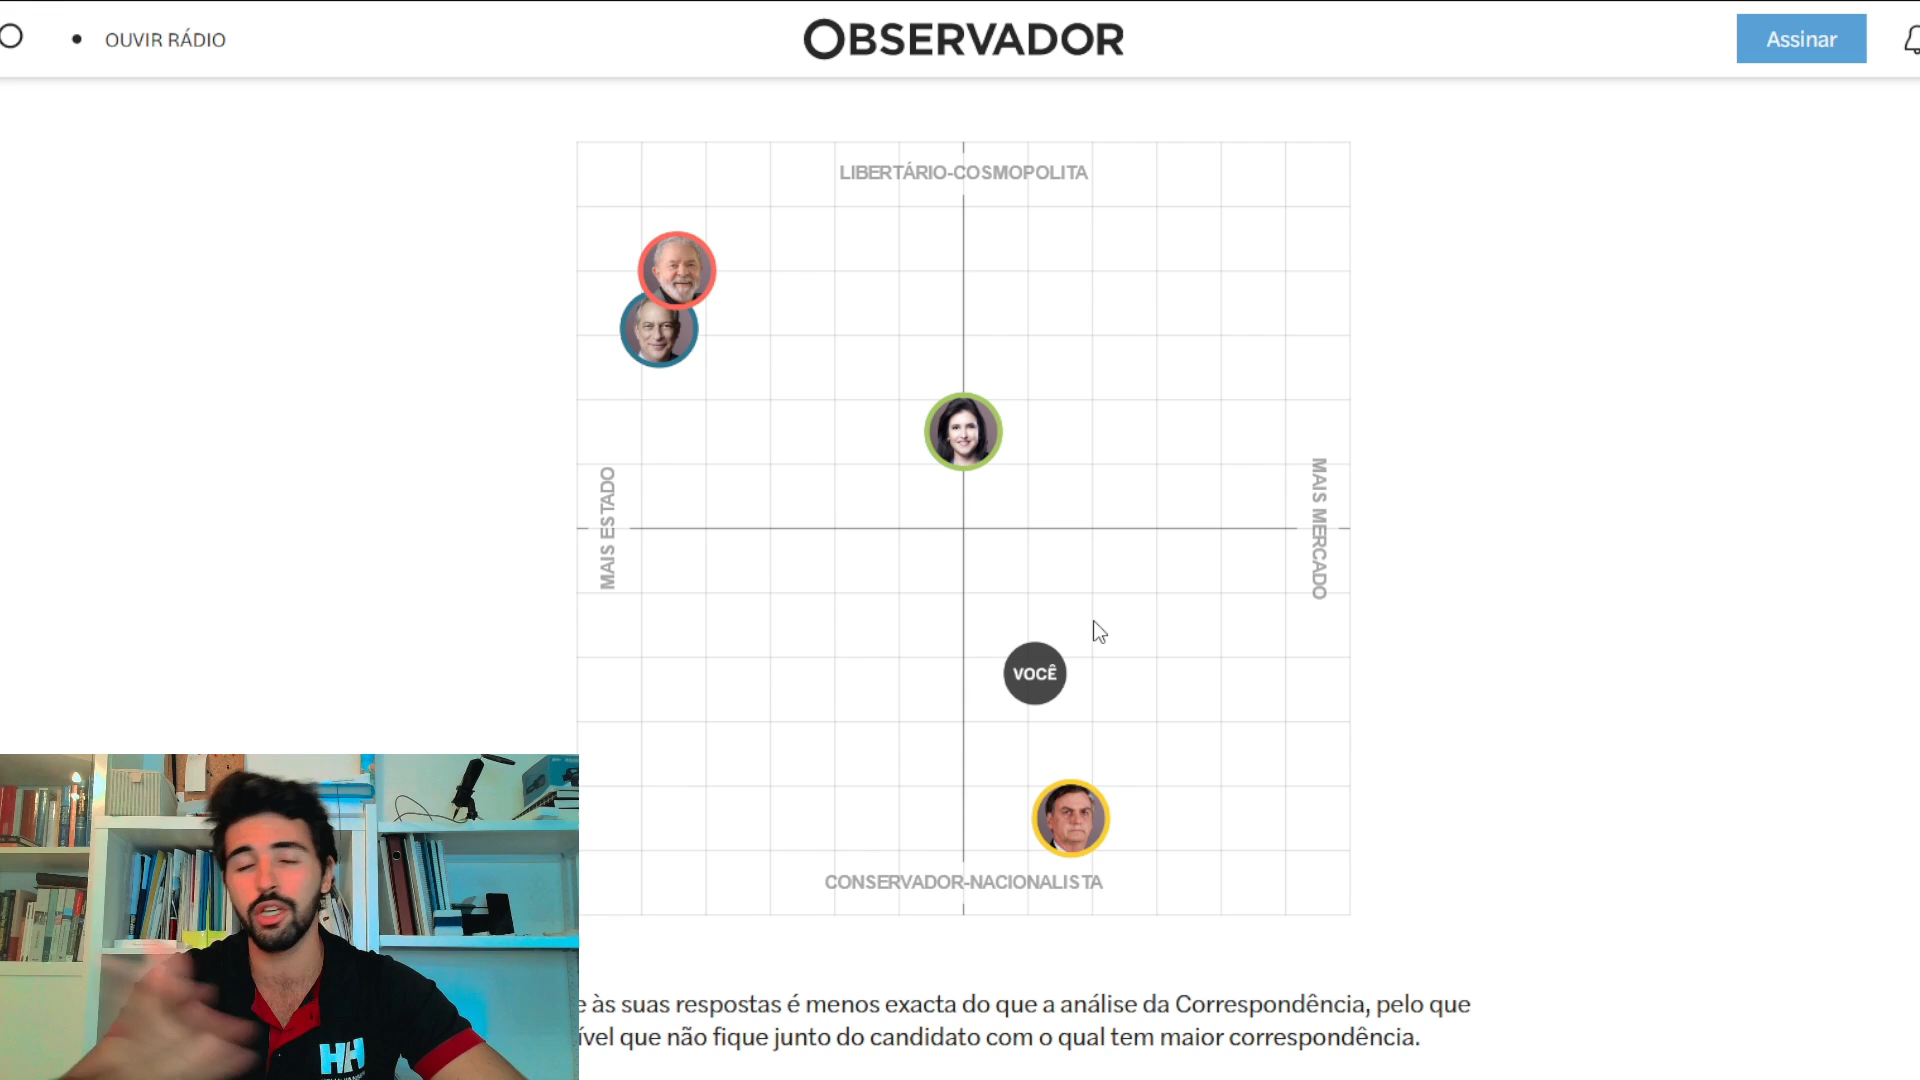 OUVIR RÁDIO
OBSERVADOR
Assinar
LIBERTÁRIO-COSMOPOLITA
MAIS ESTADO
MAIS MERCADO
VOCÊ
CONSERVADOR-NACIONALISTA
e às suas respostas é menos exacta do que a análise da Correspondência, pelo que
ível que não fique junto do candidato com o qual tem maior correspondência.
HH